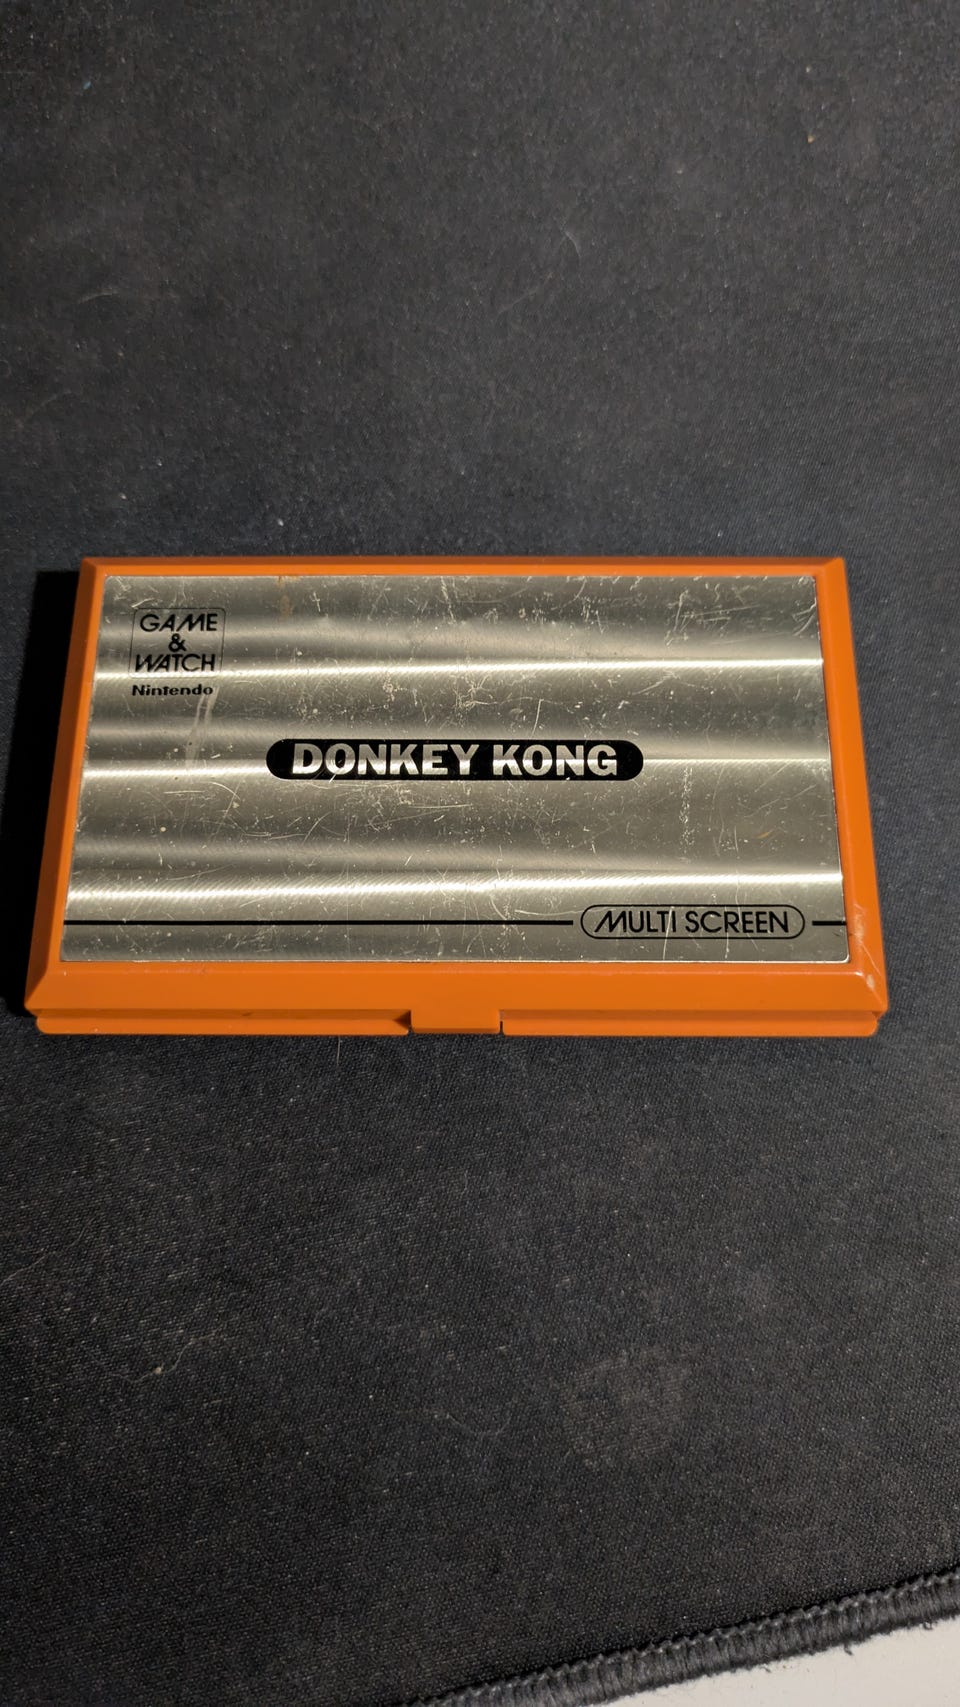 GAME
&
WATCH
Nintendo
DONKEY KONG
MULTI SCREEN